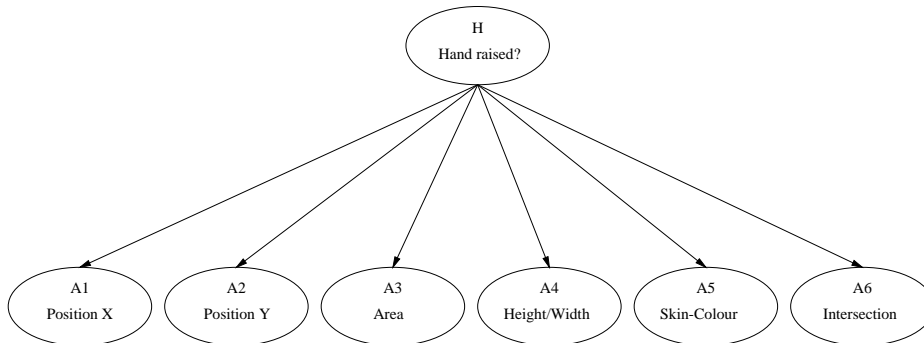 H
Hand raised?
A1
Position X
A2
Position Y
A3
Area
A4
Height/Width
A5
Skin-Colour
A6
Intersection